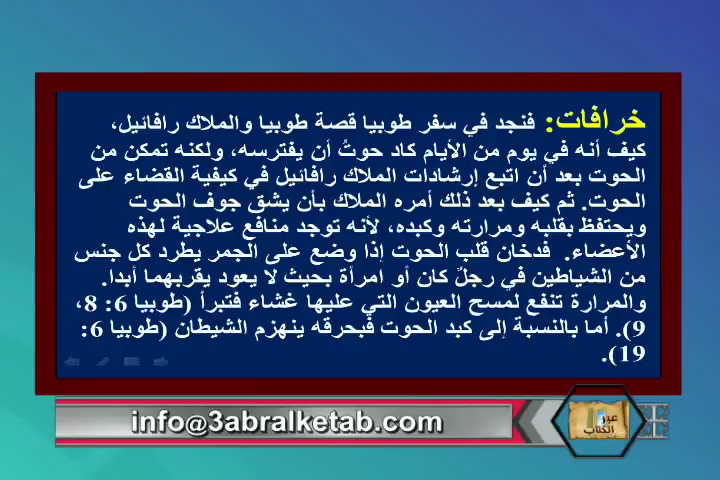 خرافات: فنجد في سفر طوبيا قصة طوبيا والملاك رافائيل،
كيف أنه في يوم من الأيام كاد حوتُ أن يفترسه، ولكنه تمكن من
الحوت بعد أن اتبع إرشادات الملاك رافائيل في كيفية القضاء على
الحوت. ثم كيف بعد ذلك أمره الملاك بأن يشق جوف الحوت
ويحتفظ بقلبه ومرارته وكبده، لأنه توجد منافع علاجية لهذه
الأعضاء. فدخان قلب الحوت إذا وضع على الجمر يطرد كل جنس
من الشياطين في رجلٍ كان أو امرأة بحيث لا يعود يقربهما أبدا.
والمرارة تنفع لمسح العيون التي عليها غشاء فتبرأ (طوبيا 6: 8،
9). أما بالنسبة إلى كبد الحوت فبحرقه ينهزم الشيطان (طوبيا 6:
19).
info@3abralketab.com
عبر
الكتاب